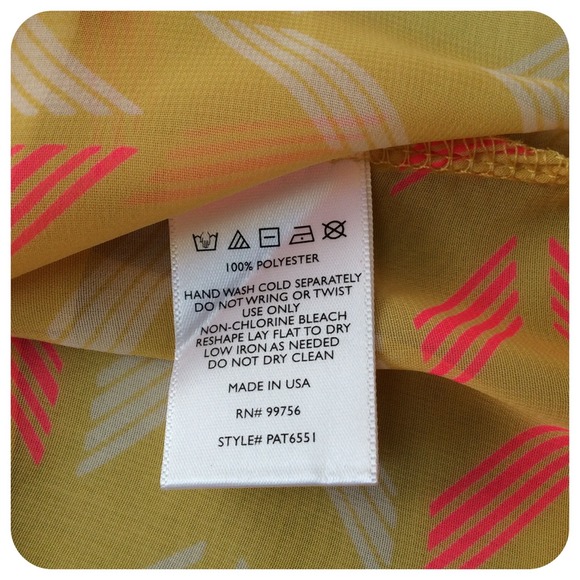 100% POLYESTER
HAND WASH COLD SEPARATELY
DO NOT WRING OR TWIST
USE ONLY
NON-CHLORINE BLEACH
RESHAPE LAY FLAT TO DRY
LOW IRON AS NEEDED
DO NOT DRY CLEAN
MADE IN USA
RN# 99756
STYLE# PAT6551